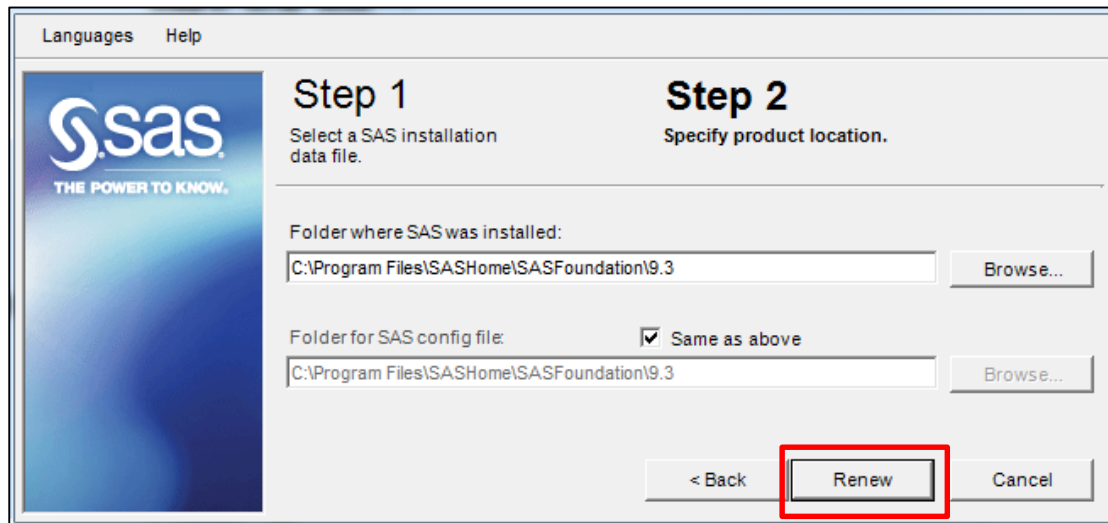 Languages Help
sas
THE POWER TO KNOW.
Step 1
Select a SAS installation
data file.
Step 2
Specify product location.
Folder where SAS was installed:
C:\Program Files\SASHome\SASFoundation\9.3
Browse...
Folder for SAS config file:
Same as above
C:\Program Files\SASHome\SASFoundation\9.3
Browse...
< Back
Renew
Cancel